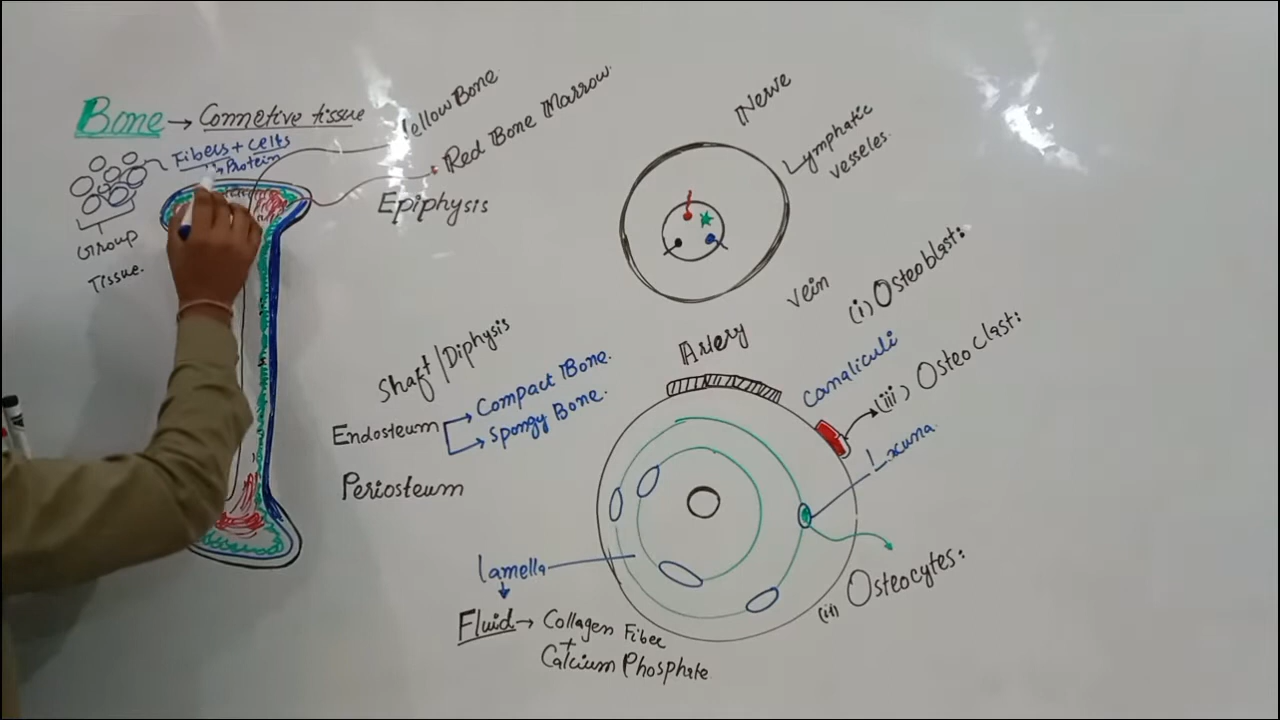 Bone → Connetive tissue
Fibers + cells
Protein
Group
Tissue.
Yellow Bone
Red Bone Marrow.
Epiphysis
Shaft/Diphysis
Endosteum
Compact Bone.
Spongy Bone.
Periosteum
Lamella
Fluid → Collagen Fiber
+
Calcium Phosphate
Nerve
Lymphatic
vesseles.
Vein
Artery
(i) Osteoblast:
Canaliculi
(iii) Osteo clast:
Lacuna.
(ii) Osteocytes: